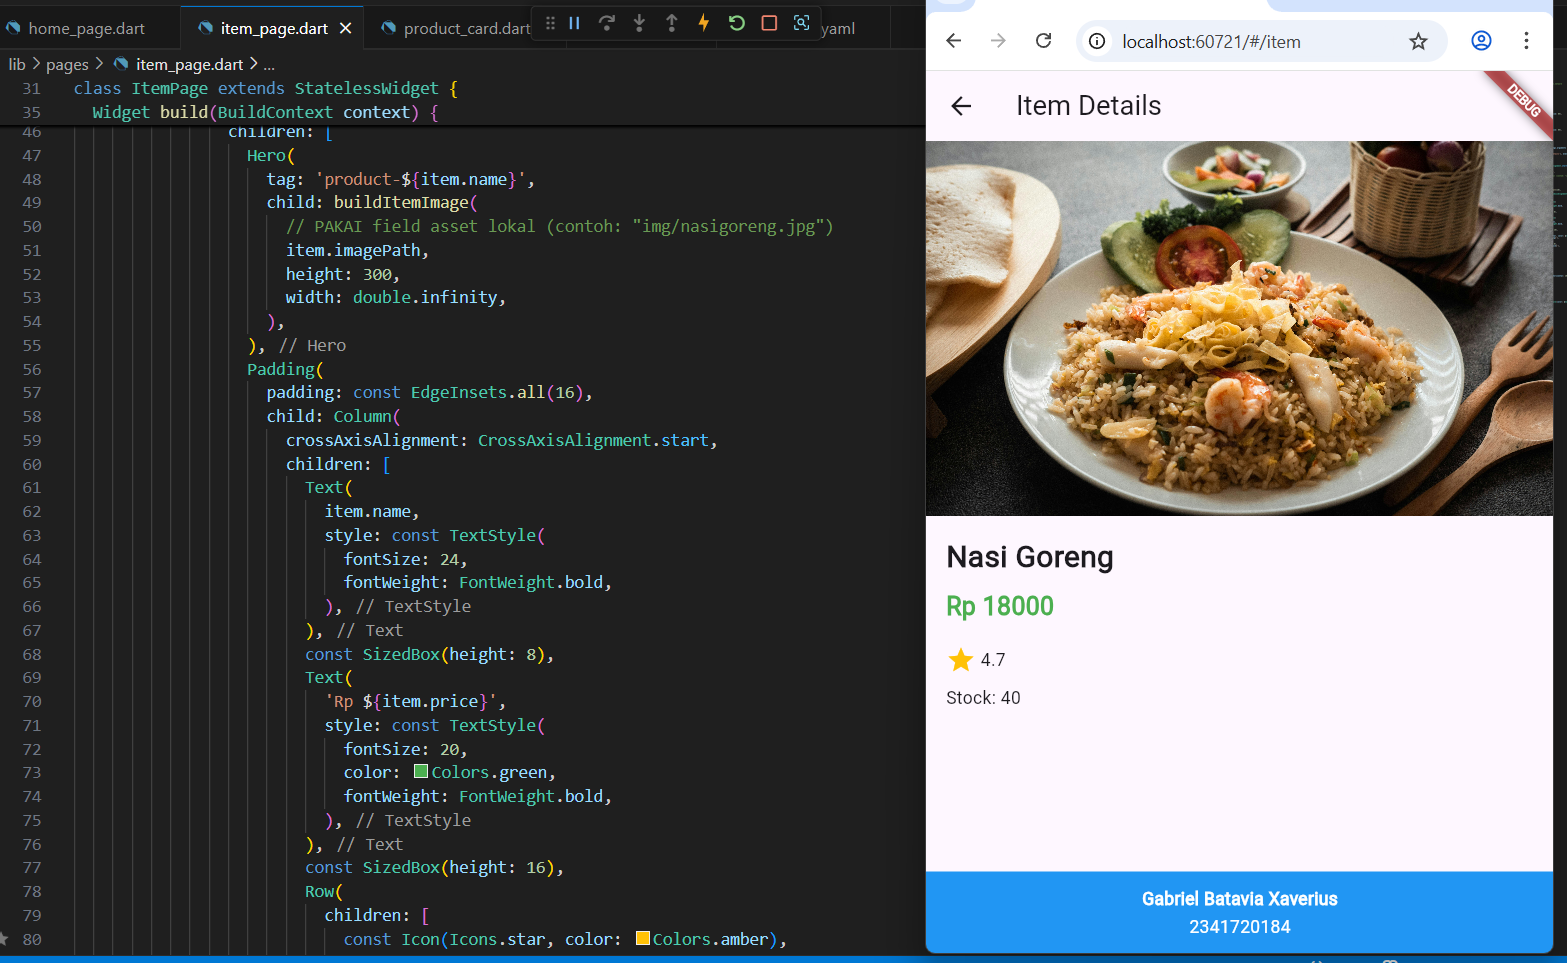 home_page.dart
item_page.dart
product_card.dart
yaml
lib > pages > item_page.dart > ...
31 class ItemPage extends StatelessWidget {
35 Widget build(BuildContext context) {
46 children: [
47 Hero(
48 tag: 'product-${item.name}',
49 child: buildItemImage(
50 // PAKAI field asset lokal (contoh: "img/nasigoreng.jpg")
51 item.imagePath,
52 height: 300,
53 width: double.infinity,
54 ),
55 ), // Hero
56 Padding(
57 padding: const EdgeInsets.all(16),
58 child: Column(
59 crossAxisAlignment: CrossAxisAlignment.start,
60 children: [
61 Text(
62 item.name,
63 style: const TextStyle(
64 fontSize: 24,
65 fontWeight: FontWeight.bold,
66 ), // TextStyle
67 ), // Text
68 const SizedBox(height: 8),
69 Text(
70 'Rp ${item.price}',
71 style: const TextStyle(
72 fontSize: 20,
73 color: Colors.green,
74 fontWeight: FontWeight.bold,
75 ), // TextStyle
76 ), // Text
77 const SizedBox(height: 16),
78 Row(
79 children: [
80 const Icon(Icons.star, color: Colors.amber),
localhost:60721/#/item
Item Details
DEBUG
Nasi Goreng
Rp 18000
4.7
Stock: 40
Gabriel Batavia Xaverius
2341720184